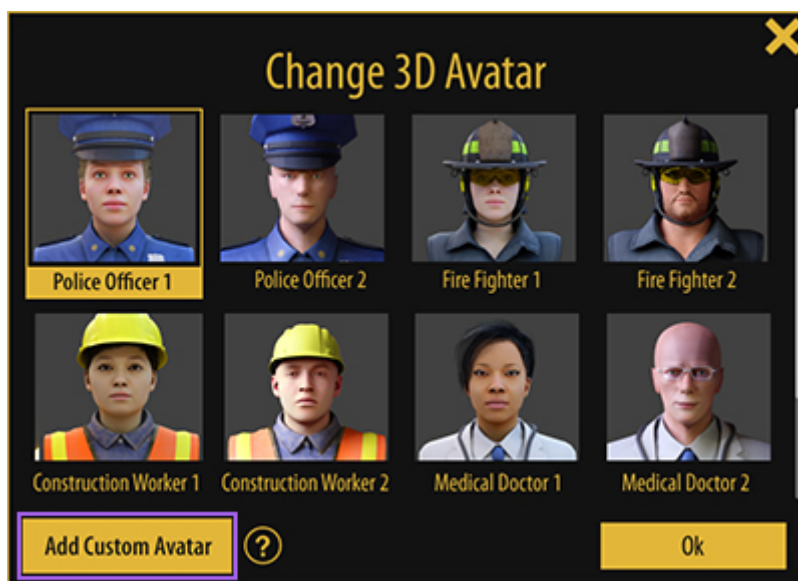 Change 3D Avatar
Police Officer 1
Police Officer 2
Fire Fighter 1
Fire Fighter 2
Construction Worker 1
Construction Worker 2
Medical Doctor 1
Medical Doctor 2
Add Custom Avatar
?
Ok